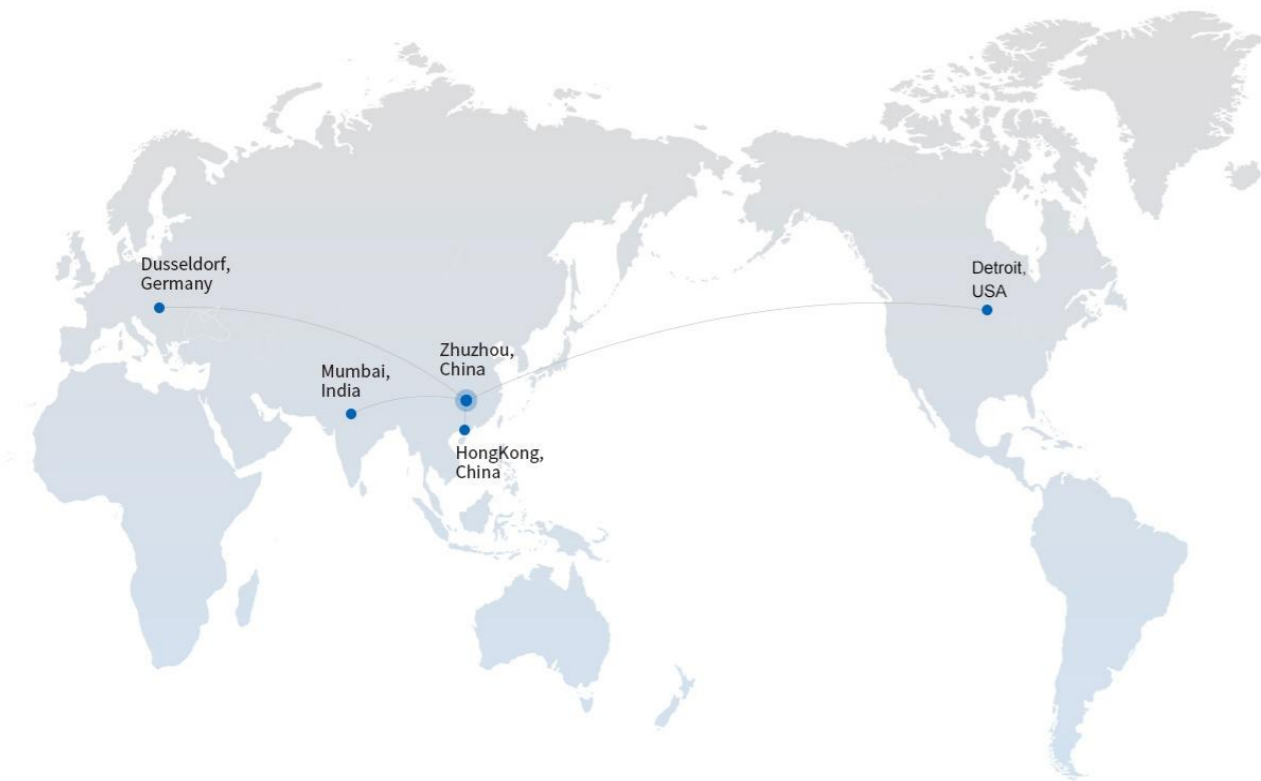 Dusseldorf,
Germany
Detroit,
USA
Zhuzhou,
China
Mumbai,
India
HongKong,
China